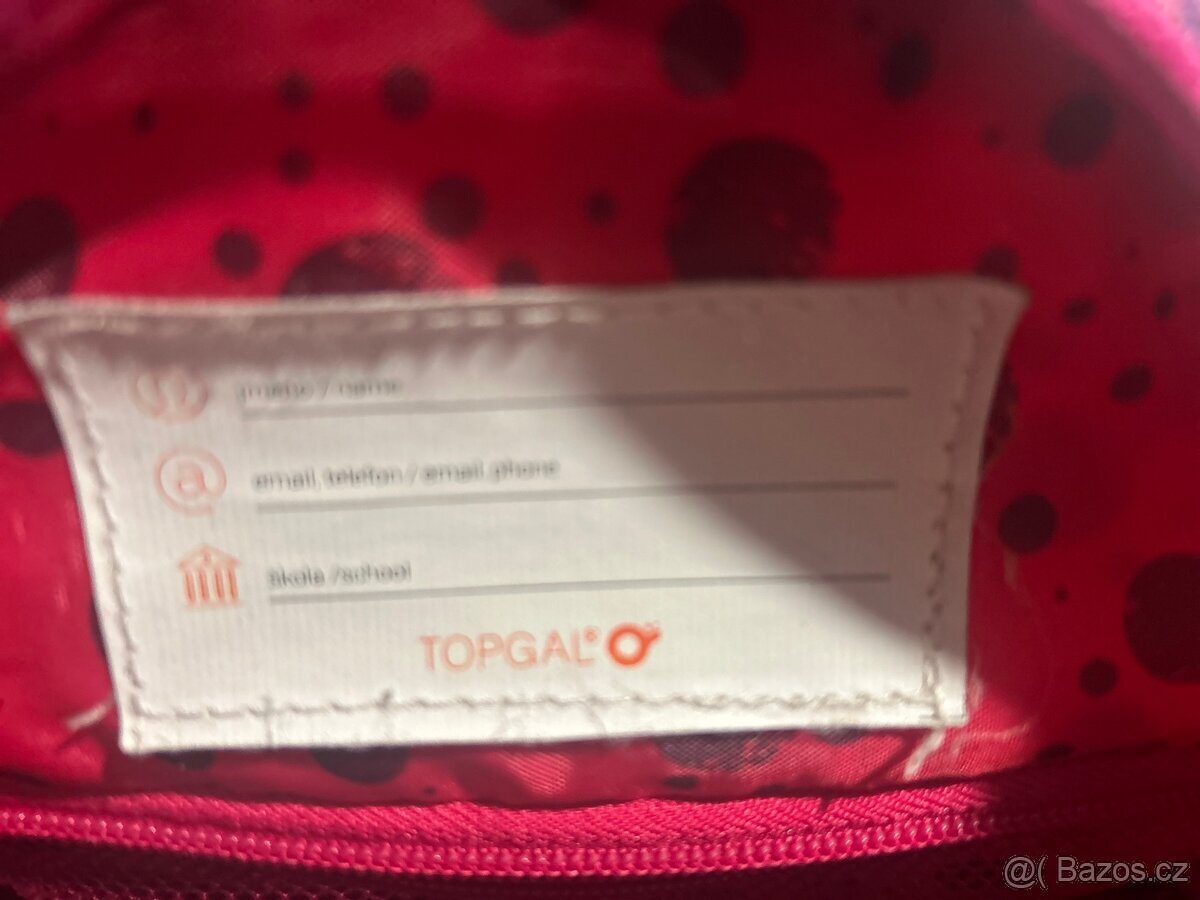 jméno / name
@
email, telefon / email, phone
škola /school
TOPGAL®
@( Bazos.cz